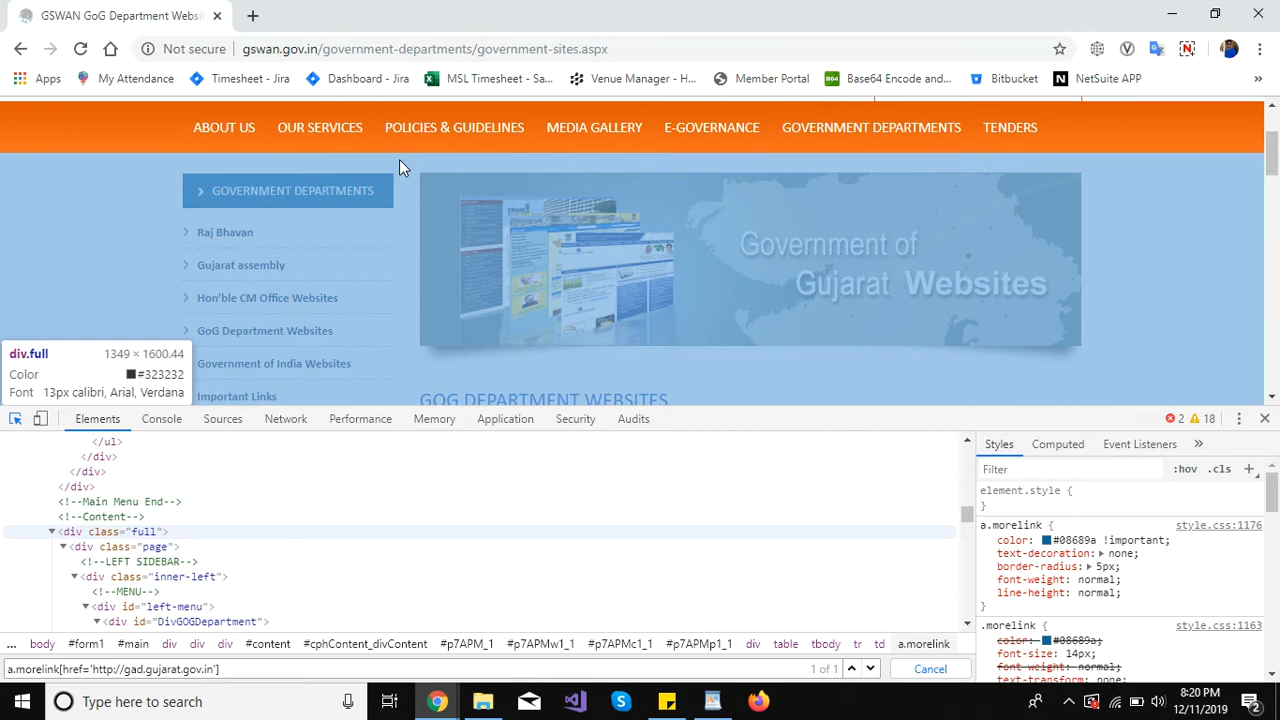 GSWAN GoG Department Websit
Not secure gswan.gov.in/government-departments/government-sites.aspx
Apps My Attendance Timesheet - Jira Dashboard - Jira MSL Timesheet - Sa... Venue Manager - H... Member Portal B64 Base64 Encode and... Bitbucket N NetSuite APP »
ABOUT US OUR SERVICES POLICIES & GUIDELINES MEDIA GALLERY E-GOVERNANCE GOVERNMENT DEPARTMENTS TENDERS
GOVERNMENT DEPARTMENTS
Raj Bhavan
Gujarat assembly
Hon'ble CM Office Websites
GoG Department Websites
Government of India Websites
Important Links
Government of
Gujarat Websites
GOG DEPARTMENT WEBSITES
div.full 1349 × 1600.44
Color #323232
Font 13px calibri, Arial, Verdana
Elements Console Sources Network Performance Memory Application Security Audits 2 18
</ul>
</div>
</div>
</div>
<!--Main Menu End-->
<!--Content-->
<div class="full">
<div class="page">
<!--LEFT SIDEBAR-->
<div class="inner-left">
<!--MENU-->
<div id="left-menu">
<div id="DivGOGDepartment">
Styles Computed Event Listeners »
Filter :hov .cls +
element.style {
}
a.morelink { style.css:1176
color: #08689a !important;
text-decoration: none;
border-radius: 5px;
font-weight: normal;
line-height: normal;
}
.morelink { style.css:1163
color: #08689a;
font-size: 14px;
font-weight: normal;
text-transform: none;
... body #form1 #main div div #content #cphContent_divContent #p7APM_1 #p7APMw1_1 #p7APMc1_1 #p7APMp1_1 div table tbody tr td a.morelink
a.morelink[href='http://gad.gujarat.gov.in'] 1 of 1 Cancel
Type here to search
8:20 PM
12/11/2019
2